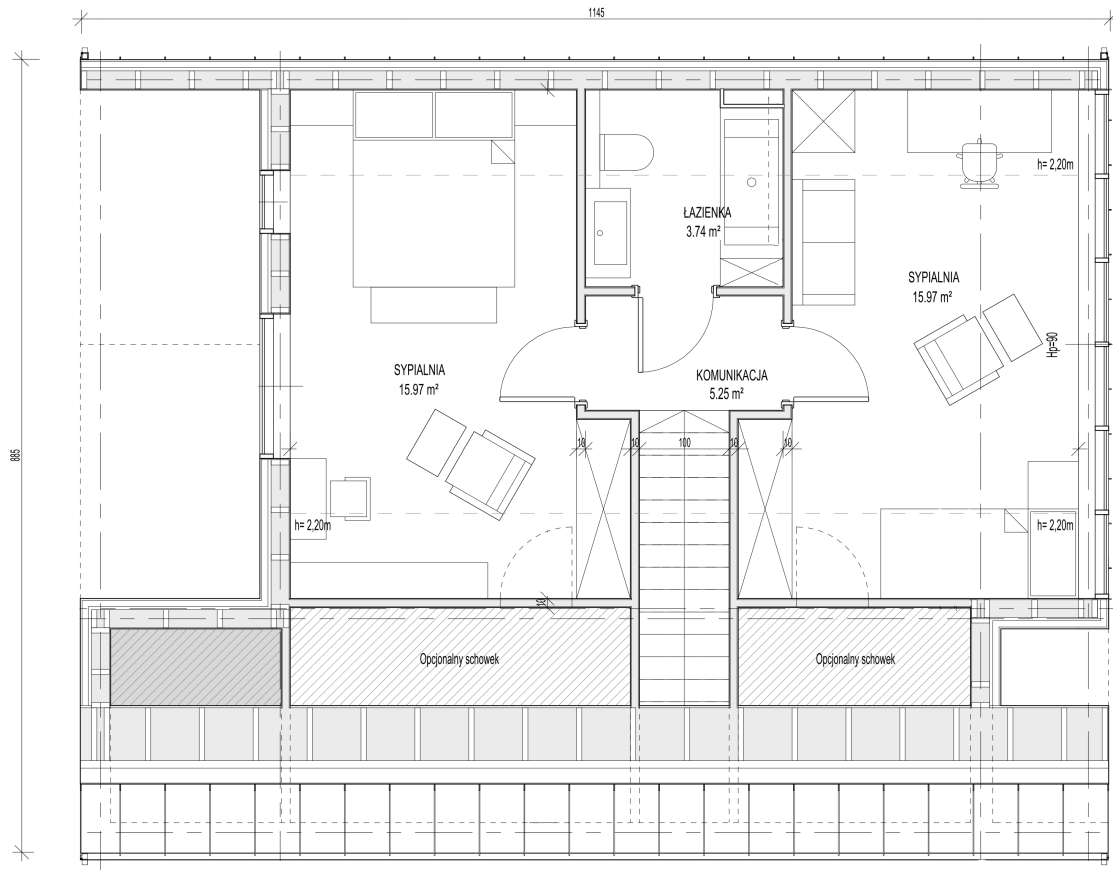 1145
h= 2,20m
ŁAZIENKA
3.74 m²
SYPIALNIA
15.97 m²
Hp=90
SYPIALNIA
15.97 m²
KOMUNIKACJA
5.25 m²
885
10
10
100
10
10
h= 2,20m
h= 2,20m
10
Opcjonalny schowek
Opcjonalny schowek